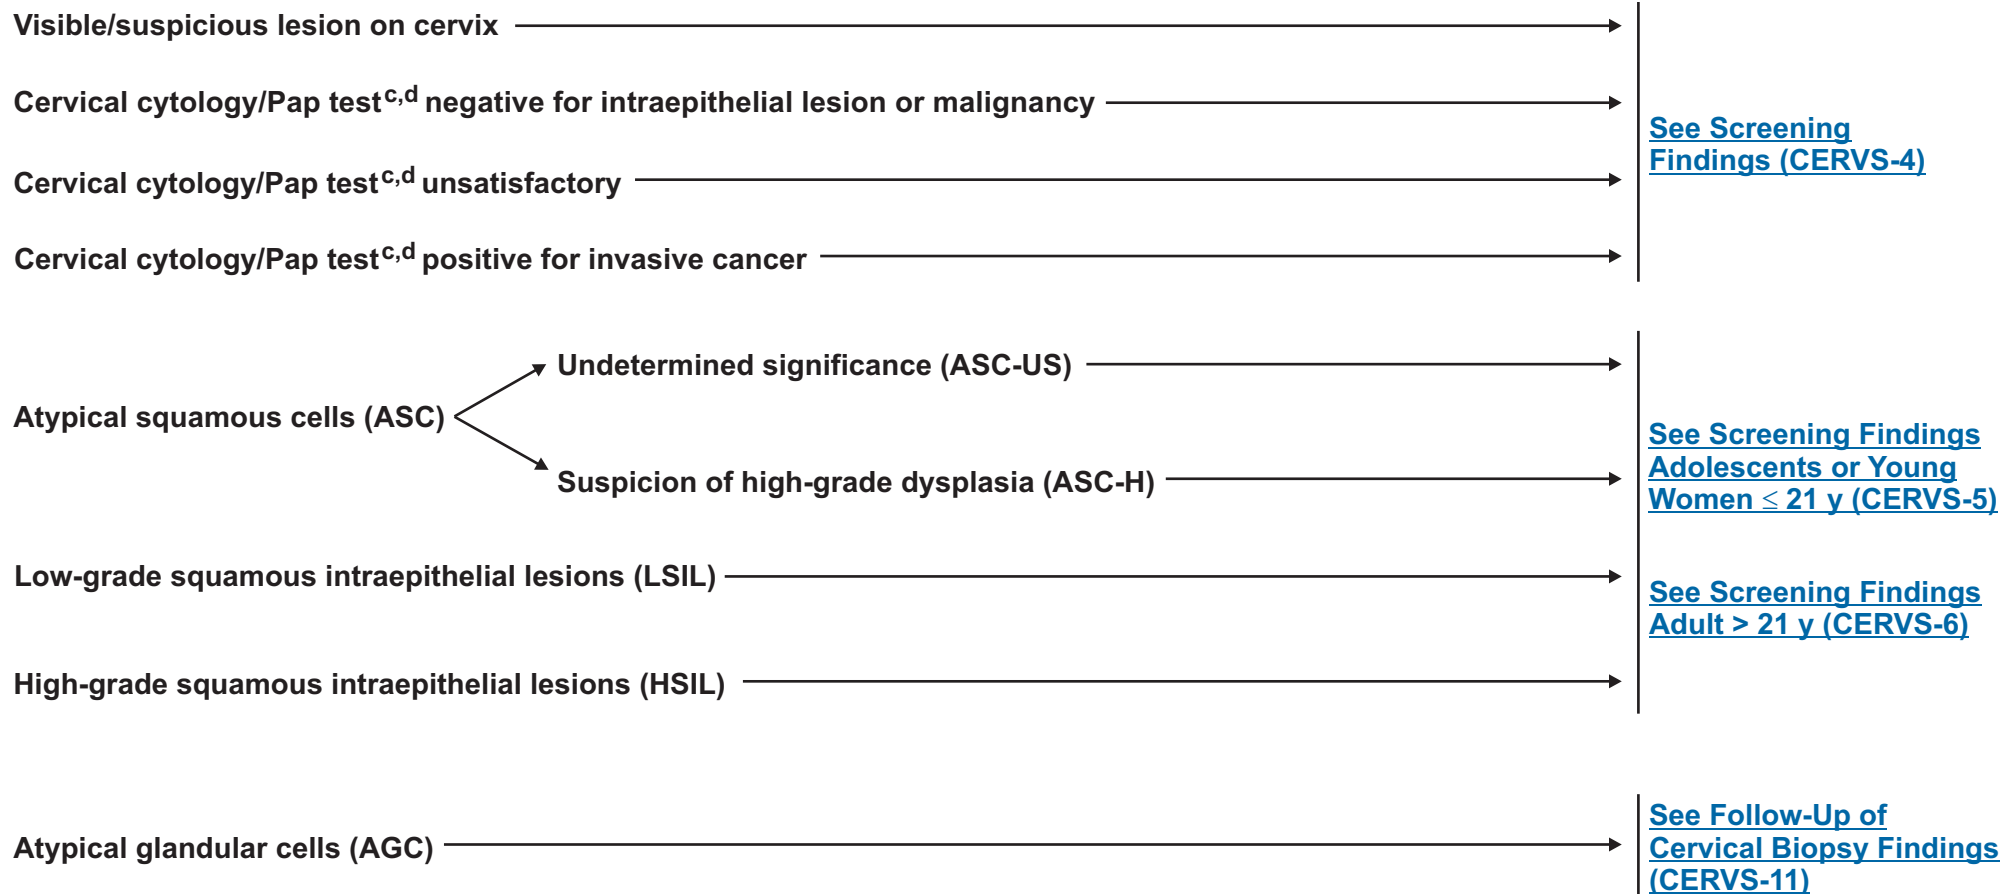 Visible/suspicious lesion on cervix
Cervical cytology/Pap test c,d negative for intraepithelial lesion or malignancy
Cervical cytology/Pap test c,d unsatisfactory
Cervical cytology/Pap test c,d positive for invasive cancer
See Screening
Findings (CERVS-4)
Atypical squamous cells (ASC)
Undetermined significance (ASC-US)
Suspicion of high-grade dysplasia (ASC-H)
Low-grade squamous intraepithelial lesions (LSIL)
High-grade squamous intraepithelial lesions (HSIL)
See Screening Findings
Adolescents or Young
Women ≤ 21 y (CERVS-5)
See Screening Findings
Adult > 21 y (CERVS-6)
Atypical glandular cells (AGC)
See Follow-Up of
Cervical Biopsy Findings
(CERVS-11)